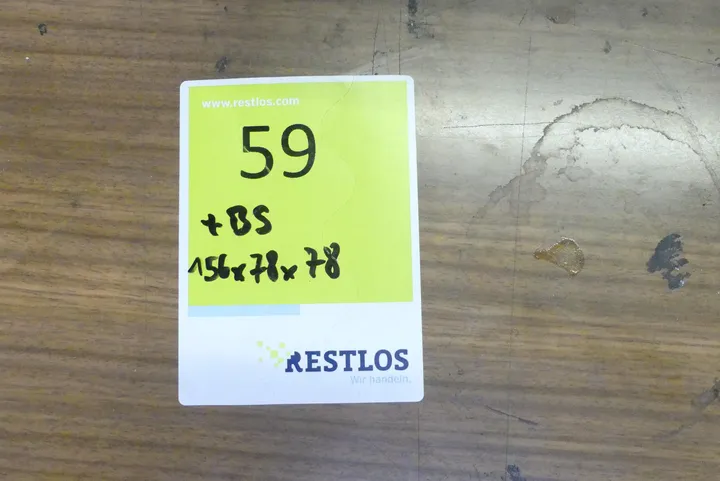 www.restlos.com
59
+BS
156x78x78
RESTLOS
Wir handeln.